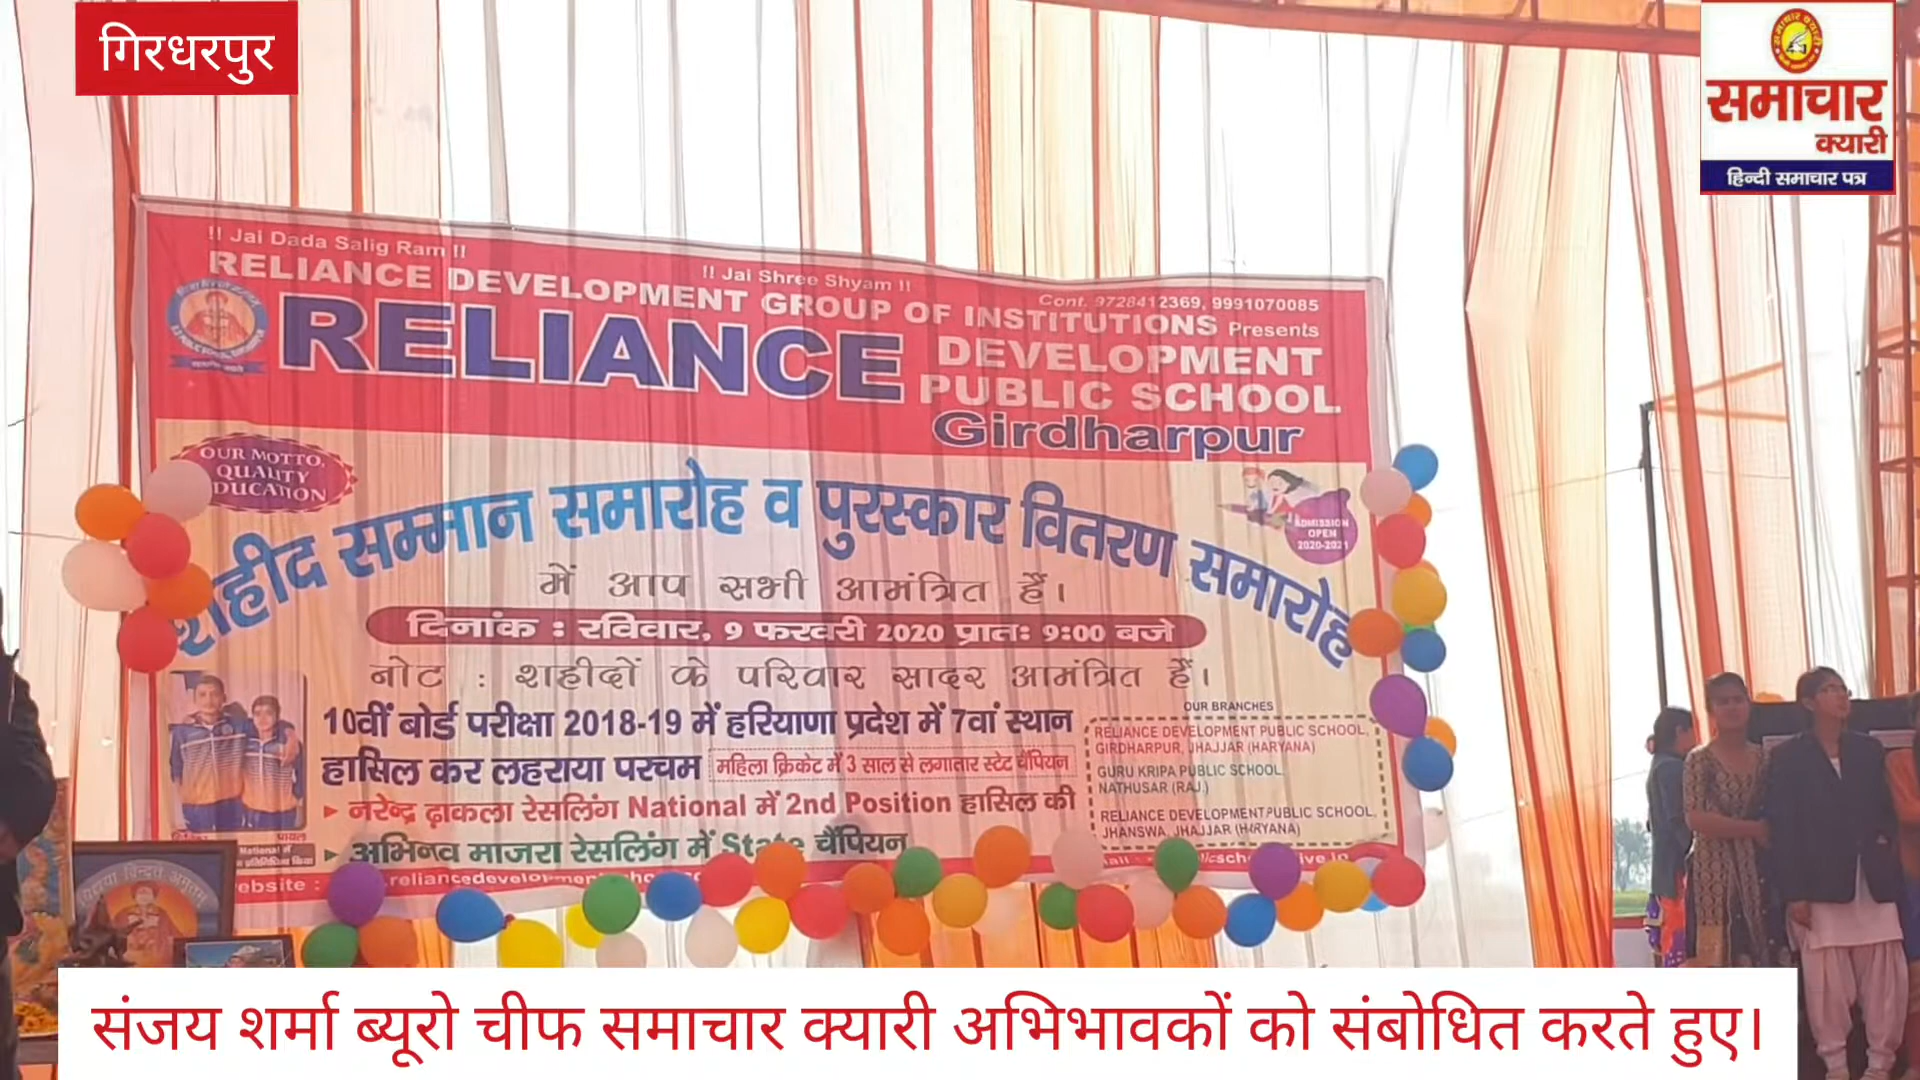 गिरधरपुर
समाचार
क्यारी
हिन्दी समाचार पत्र
!! Jai Dada Salig Ram !!
!! Jai Shree Shyam !!
Cont. 9728412369, 9991070085
RELIANCE DEVELOPMENT GROUP OF INSTITUTIONS Presents
RELIANCE DEVELOPMENT
PUBLIC SCHOOL
Girdharpur
OUR MOTTO,
QUALITY
EDUCATION
शहीद सम्मान समारोह व पुरस्कार वितरण समारोह
ADMISSION
OPEN
2020-2021
में आप सभी आमंत्रित हैं।
दिनांक : रविवार, 9 फरवरी 2020 प्रातः 9:00 बजे
नोट : शहीदों के परिवार सादर आमंत्रित हैं।
10वीं बोर्ड परीक्षा 2018-19 में हरियाणा प्रदेश में 7वां स्थान
हासिल कर लहराया परचम महिला क्रिकेट में 3 साल से लगातार स्टेट चैंपियन
▸ नरेन्द्र ढ़ाकला रेसलिंग National में 2nd Position हासिल की
▸ अभिनव माजरा रेसलिंग में State चैंपियन
OUR BRANCHES
RELIANCE DEVELOPMENT PUBLIC SCHOOL,
GIRDHARPUR, JHAJJAR (HARYANA)
GURU KRIPA PUBLIC SCHOOL,
NATHUSAR (RAJ.)
RELIANCE DEVELOPMENT PUBLIC SCHOOL,
JHANSWA, JHAJJAR (HARYANA)
National में
संजय शर्मा ब्यूरो चीफ समाचार क्यारी अभिभावकों को संबोधित करते हुए।